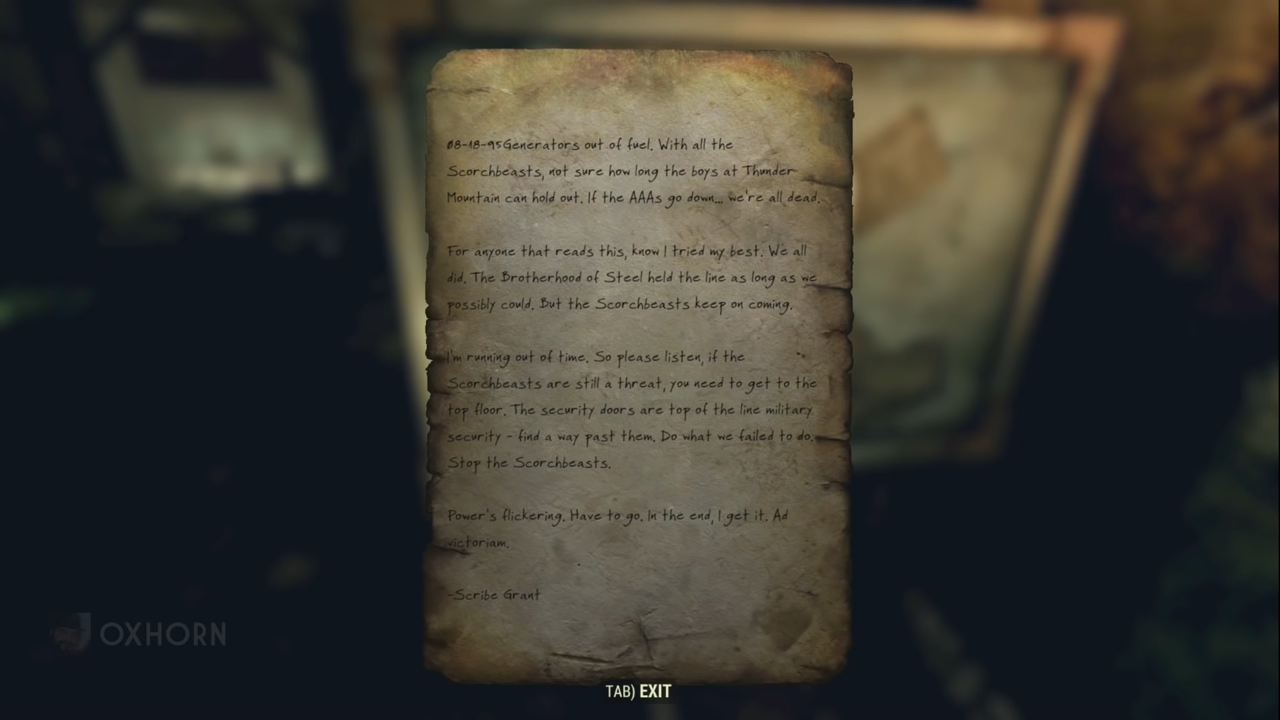 08-18-95Generators out of fuel. With all the
Scorchbeasts, not sure how long the boys at Thunder
Mountain can hold out. If the AAAs go down... we're all dead.
For anyone that reads this, know I tried my best. We all
did. The Brotherhood of Steel held the line as long as we
possibly could. But the Scorchbeasts keep on coming.
I'm running out of time. So please listen, if the
Scorchbeasts are still a threat, you need to get to the
top floor. The security doors are top of the line military
security - find a way past them. Do what we failed to do.
Stop the Scorchbeasts.
Power's flickering. Have to go. In the end, I get it. Ad
victoriam.
-Scribe Grant
OXHORN
TAB) EXIT